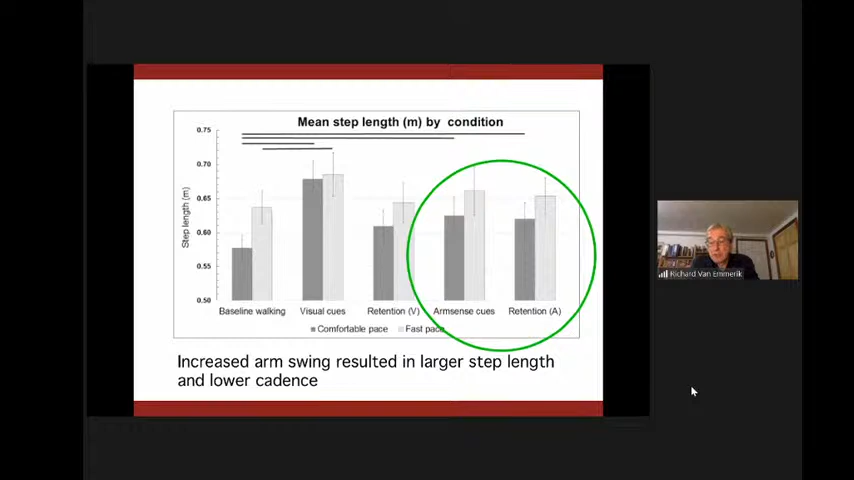 Mean step length (m) by condition
0.75
0.70
0.65
0.60
0.55
0.50
Step length (m)
Baseline walking Visual cues Retention (V) Armsense cues Retention (A)
Comfortable pace Fast pace
Increased arm swing resulted in larger step length
and lower cadence
Richard Van Emmerik